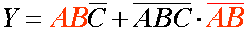 Y = ABC̅ + A̅B̅C̅ · A̅B̅